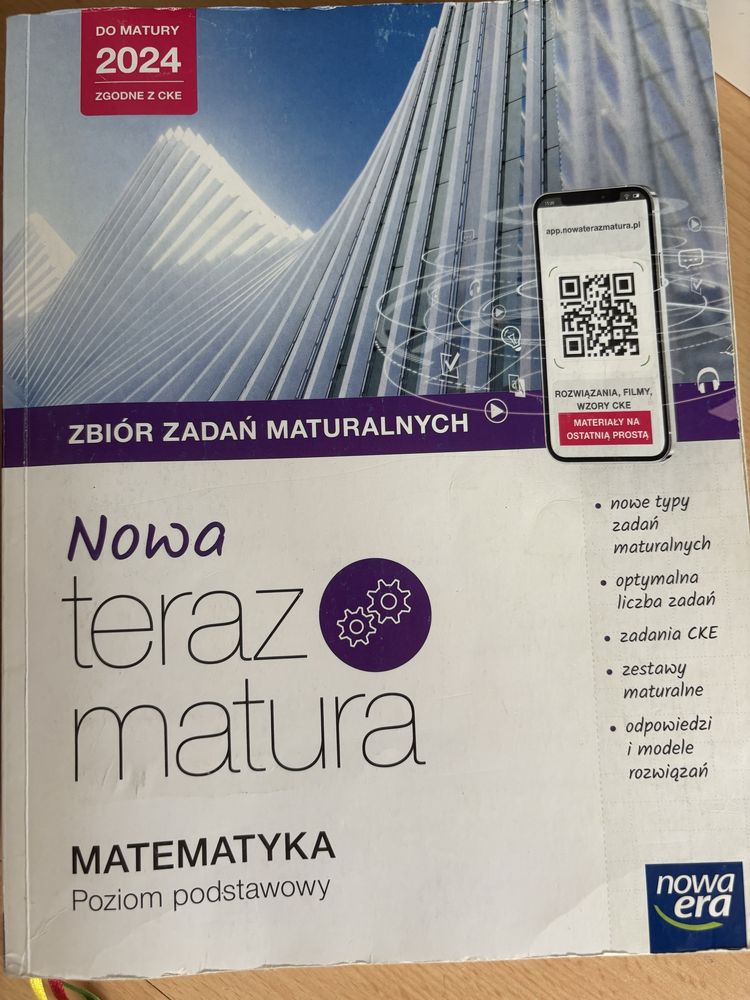 DO MATURY
2024
ZGODNE Z CKE
app.nowaterazmatura.pl
ROZWIĄZANIA, FILMY,
WZORY CKE
MATERIAŁY NA
OSTATNIĄ PROSTĄ
ZBIÓR ZADAŃ MATURALNYCH
Nowa
teraz
matura
• nowe typy
zadań
maturalnych
• optymalna
liczba zadań
• zadania CKE
• zestawy
maturalne
• odpowiedzi
i modele
rozwiązań
MATEMATYKA
Poziom podstawowy
nowa
era